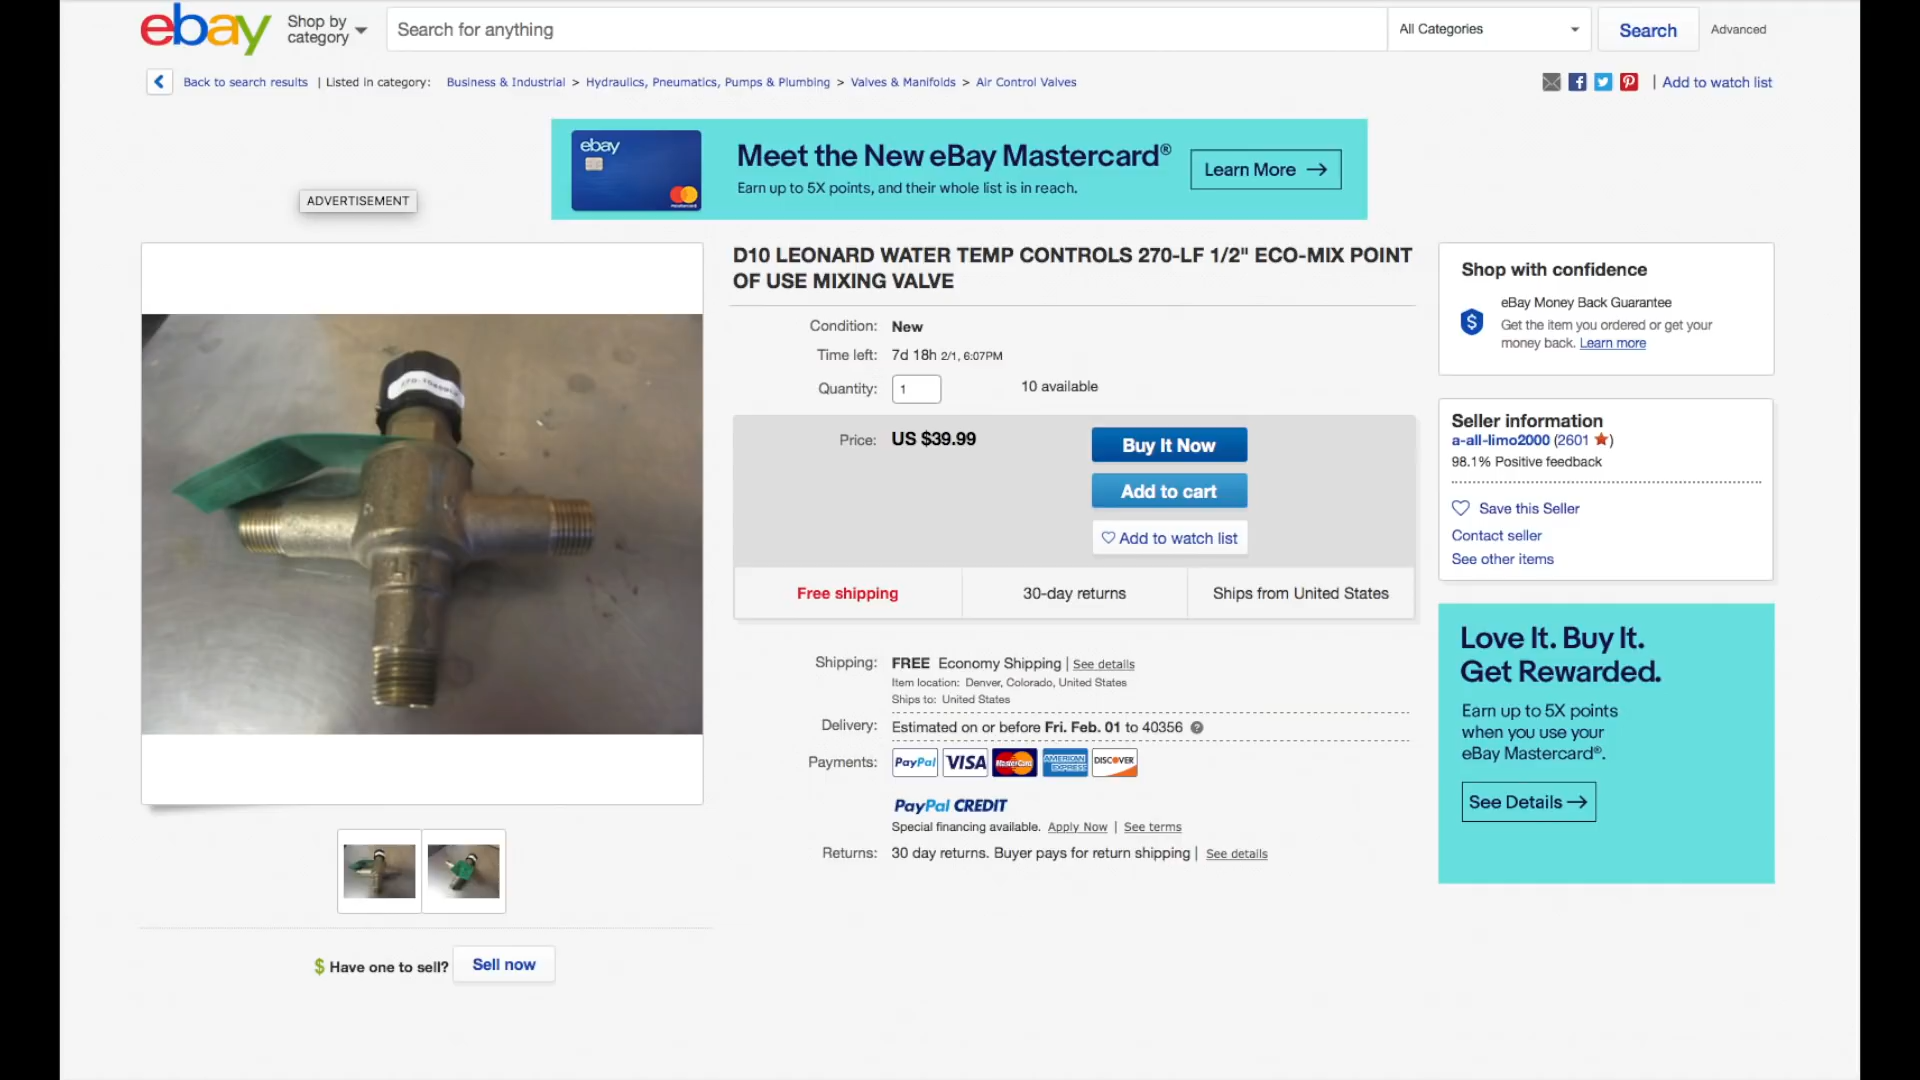 ebay
Shop by
category
Search for anything
All Categories
Search
Advanced
Back to search results | Listed in category: Business & Industrial > Hydraulics, Pneumatics, Pumps & Plumbing > Valves & Manifolds > Air Control Valves
| Add to watch list
ebay
mastercard
Meet the New eBay Mastercard®
Earn up to 5X points, and their whole list is in reach.
Learn More →
ADVERTISEMENT
D10 LEONARD WATER TEMP CONTROLS 270-LF 1/2" ECO-MIX POINT
OF USE MIXING VALVE
Condition: New
Time left: 7d 18h 2/1, 6:07PM
Quantity: 1 10 available
Price: US $39.99
Buy It Now
Add to cart
Add to watch list
Free shipping
30-day returns
Ships from United States
Shipping: FREE Economy Shipping | See details
Item location: Denver, Colorado, United States
Ships to: United States
Delivery: Estimated on or before Fri. Feb. 01 to 40356 ?
Payments: PayPal VISA MasterCard AMERICAN EXPRESS DISCOVER
PayPal CREDIT
Special financing available. Apply Now | See terms
Returns: 30 day returns. Buyer pays for return shipping | See details
Shop with confidence
eBay Money Back Guarantee
Get the item you ordered or get your
money back. Learn more
Seller information
a-all-limo2000 (2601 ★)
98.1% Positive feedback
Save this Seller
Contact seller
See other items
Love It. Buy It.
Get Rewarded.
Earn up to 5X points
when you use your
eBay Mastercard®.
See Details →
$ Have one to sell? Sell now